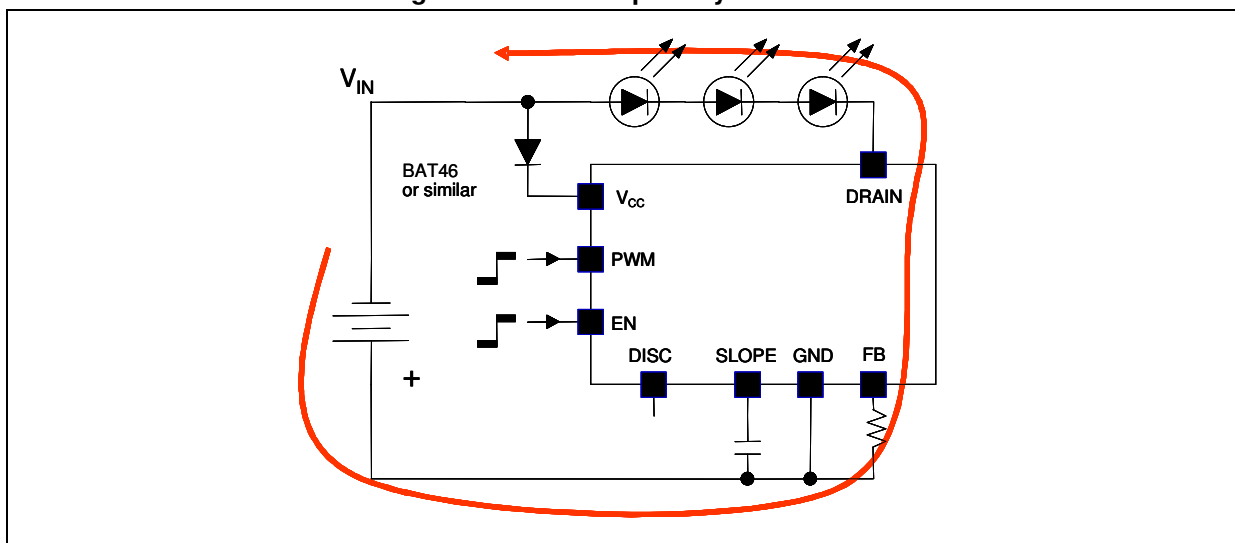 V_IN
BAT46
or similar
V_CC
DRAIN
PWM
EN
DISC
SLOPE
GND
FB
+